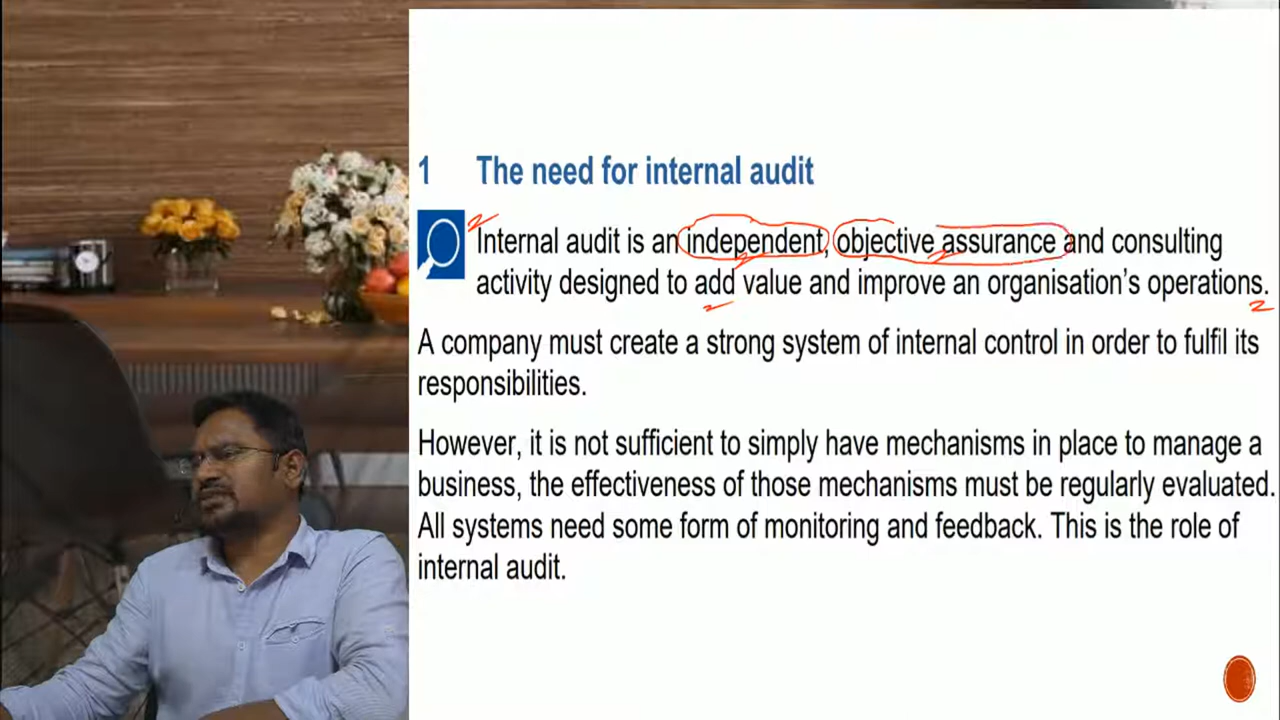 1 The need for internal audit
Internal audit is an independent, objective assurance and consulting
activity designed to add value and improve an organisation's operations.
A company must create a strong system of internal control in order to fulfil its
responsibilities.
However, it is not sufficient to simply have mechanisms in place to manage a
business, the effectiveness of those mechanisms must be regularly evaluated.
All systems need some form of monitoring and feedback. This is the role of
internal audit.